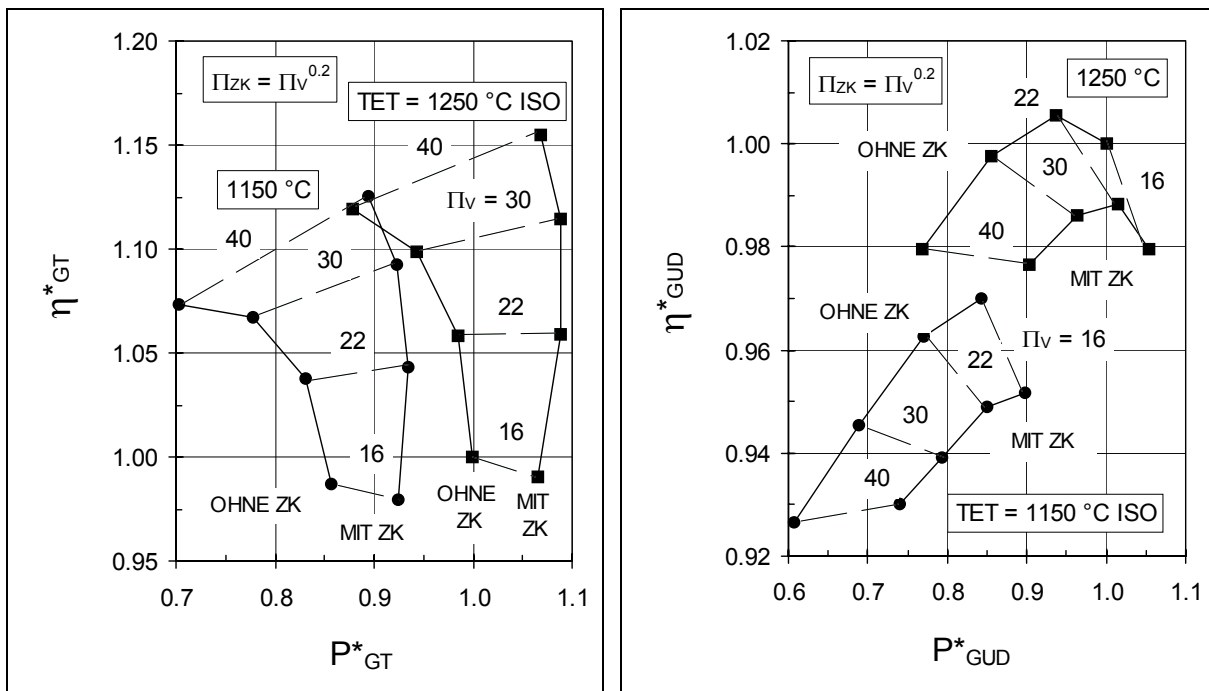 1.20
1.15
1.10
1.05
1.00
0.95
0.7 0.8 0.9 1.0 1.1
η*GT
P*GT
ΠZK = ΠV^0.2
TET = 1250 °C ISO
40
1150 °C
ΠV = 30
40
30
22
22
16
16
OHNE ZK
MIT ZK
OHNE
ZK
MIT
ZK
1.02
1.00
0.98
0.96
0.94
0.92
0.6 0.7 0.8 0.9 1.0 1.1
η*GUD
P*GUD
ΠZK = ΠV^0.2
1250 °C
22
OHNE ZK
30
16
40
MIT ZK
OHNE ZK
ΠV = 16
22
30
MIT ZK
40
TET = 1150 °C ISO